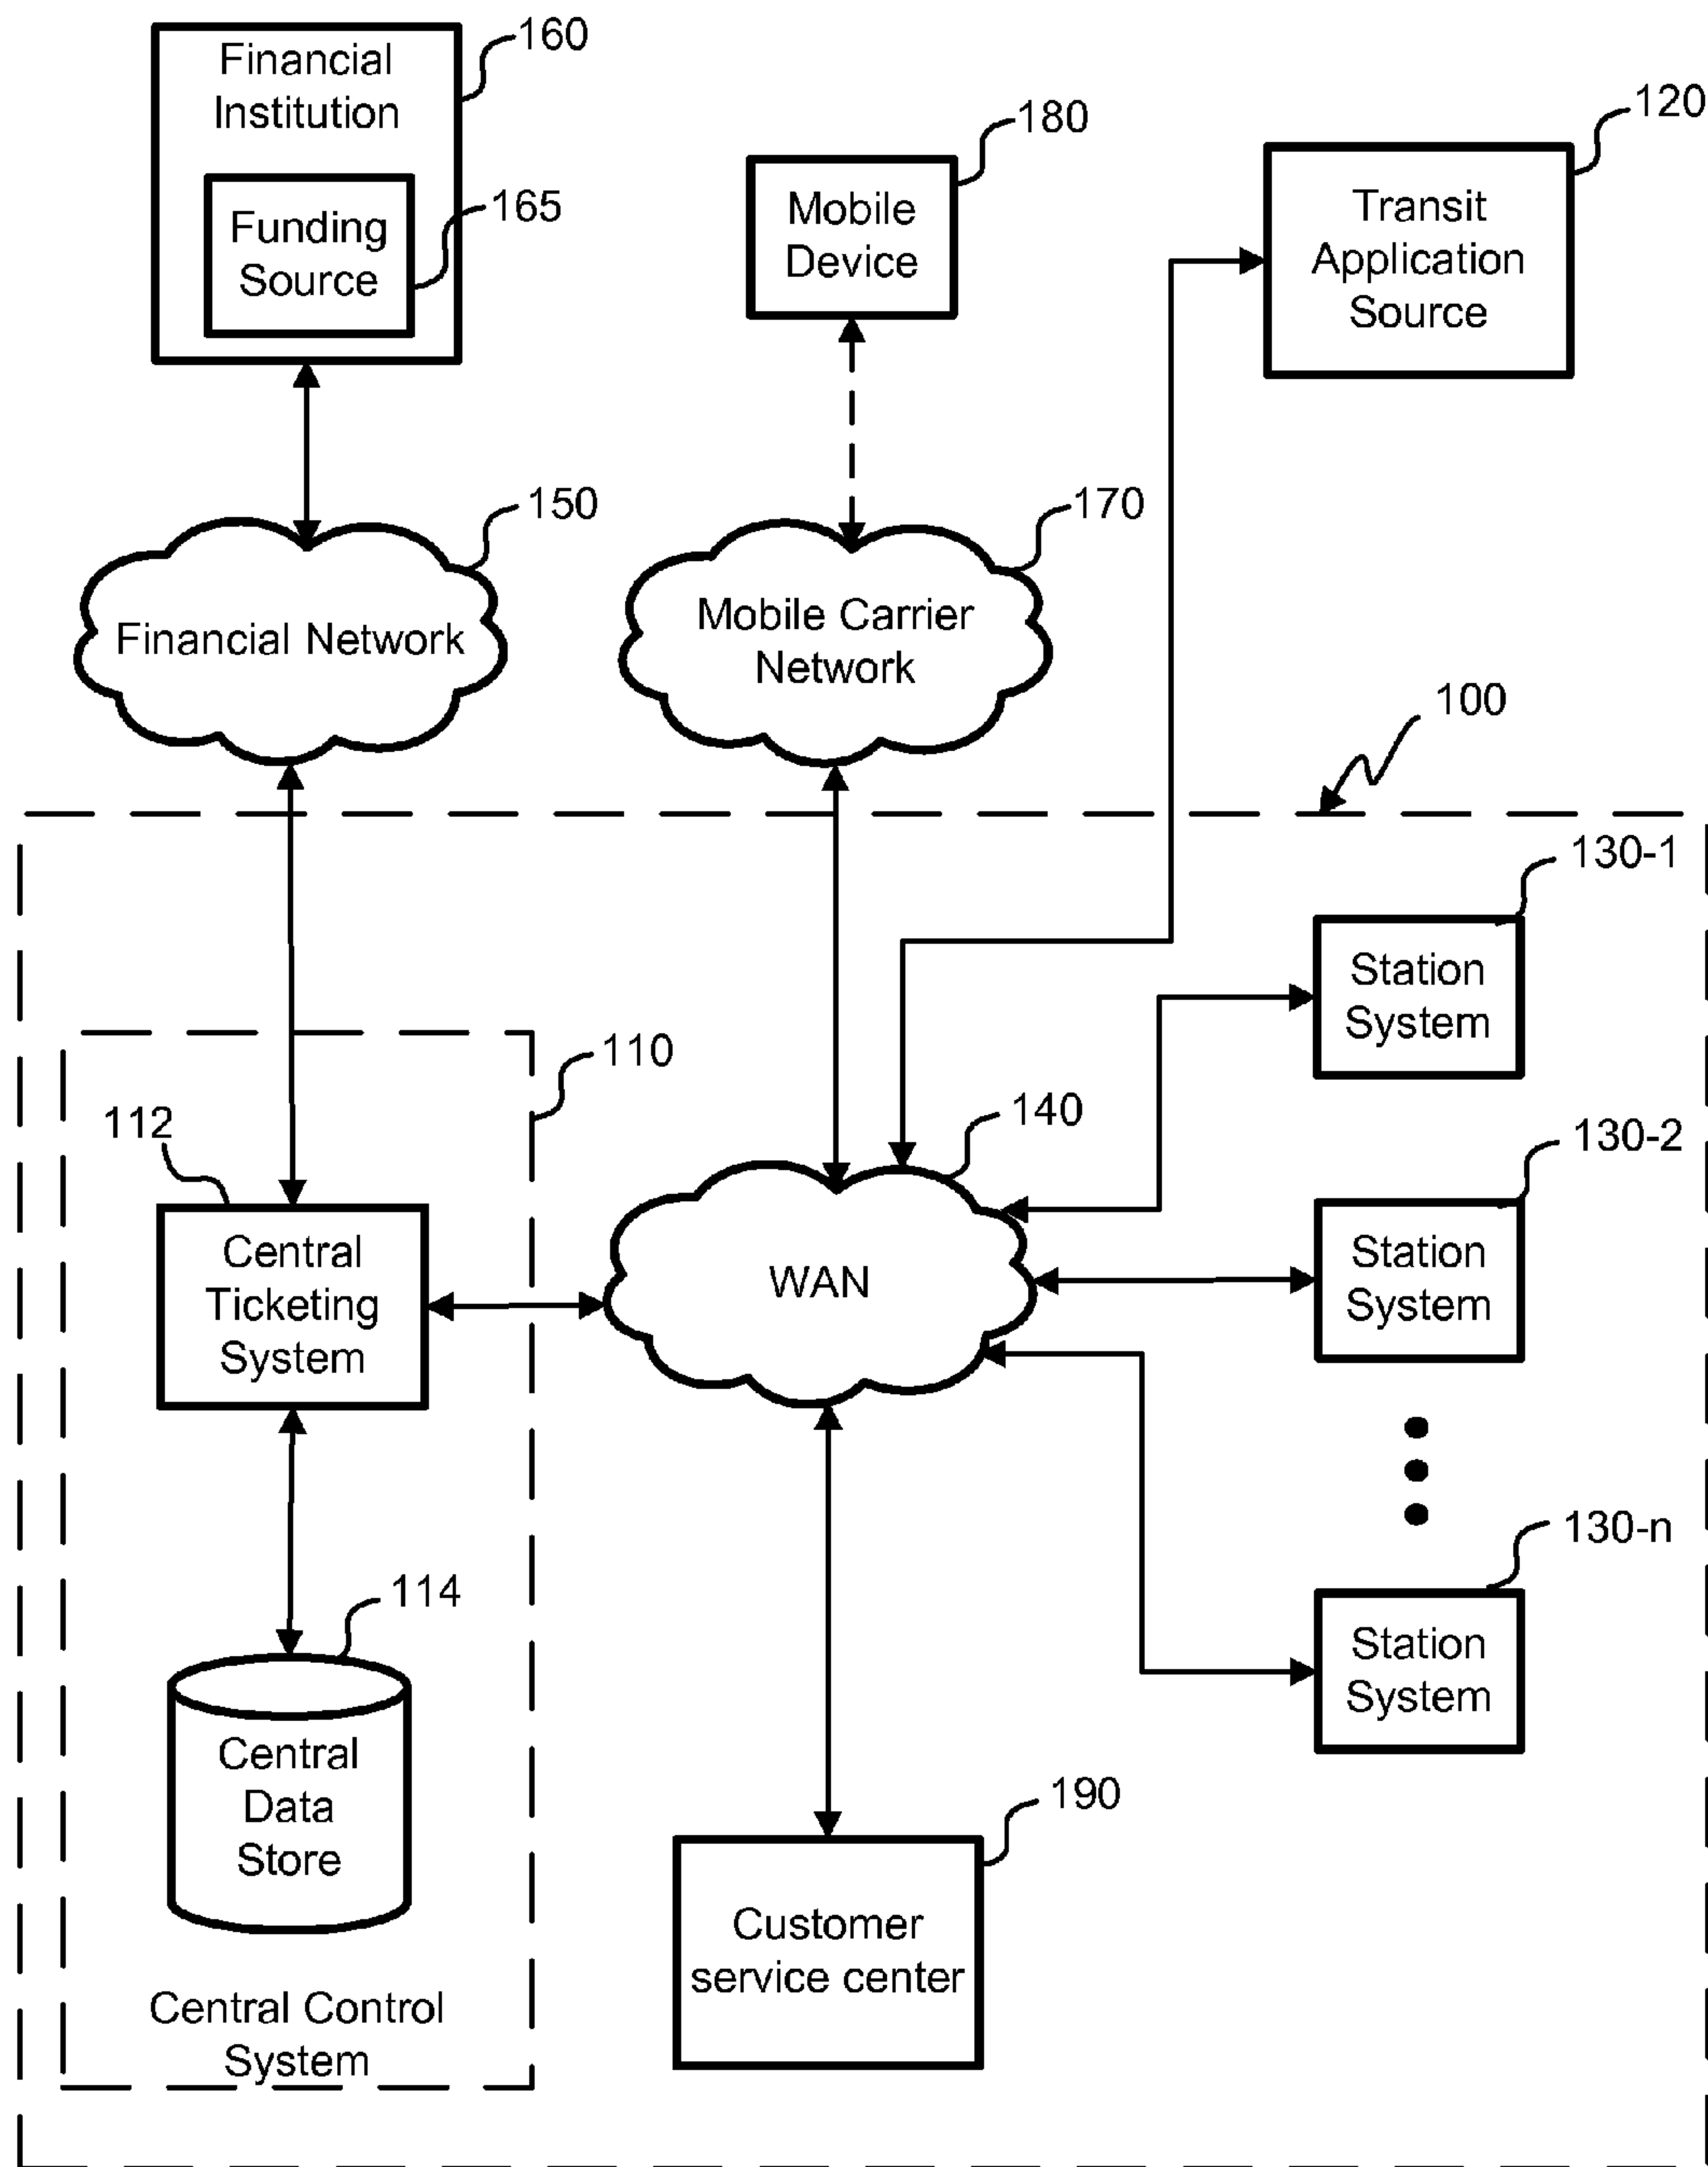 160
Financial
Institution
165
Funding
Source
180
Mobile
Device
120
Transit
Application
Source
150
Financial Network
170
Mobile Carrier
Network
100
130-1
Station
System
110
112
Central
Ticketing
System
140
WAN
130-2
Station
System
130-n
Station
System
114
Central
Data
Store
190
Customer
service center
Central Control
System